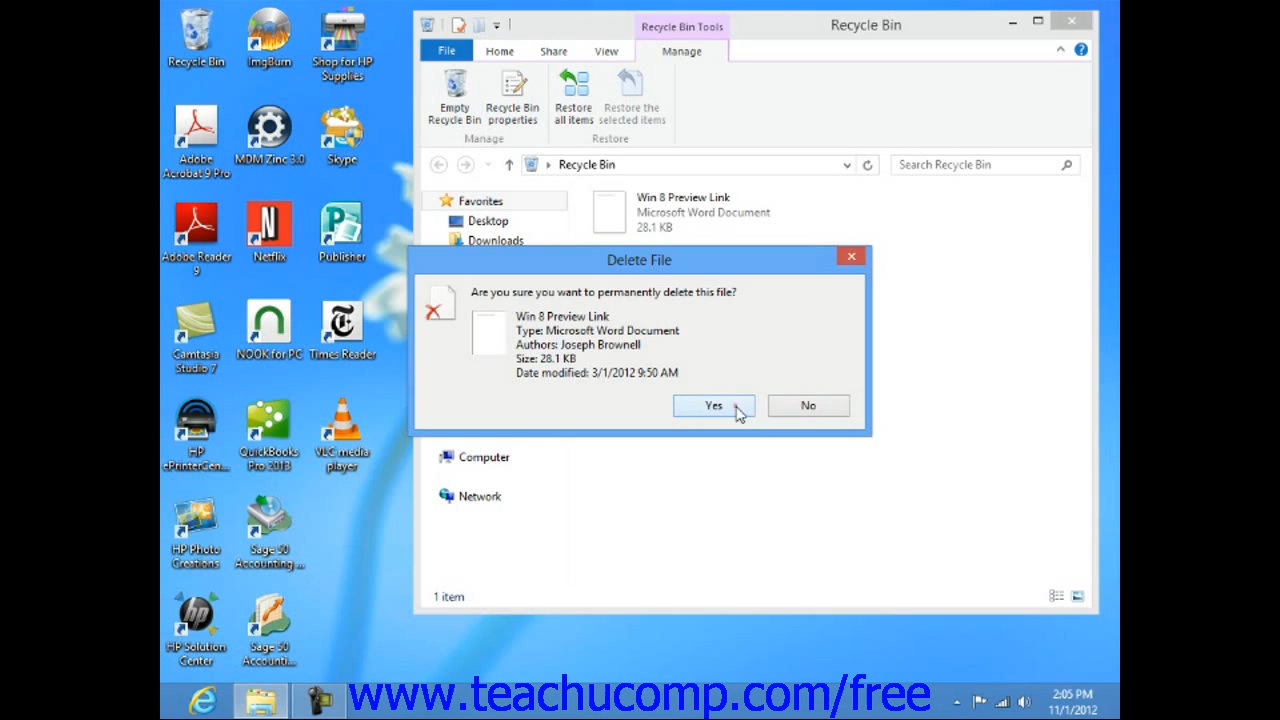 Recycle Bin
ImgBurn
Shop for HP
Supplies
Adobe
Acrobat 9 Pro
MDM Zinc 3.0
Skype
Adobe Reader
9
Netflix
Publisher
Camtasia
Studio 7
NOOK for PC
Times Reader
HP
ePrinterCen...
QuickBooks
Pro 2013
VLC media
player
HP Photo
Creations
Sage 50
Accounting ...
HP Solution
Center
Sage 50
Accounti...
Recycle Bin Tools
Recycle Bin
File
Home
Share
View
Manage
Empty
Recycle Bin
Recycle Bin
properties
Restore
all items
Restore the
selected items
Manage
Restore
Recycle Bin
Search Recycle Bin
Favorites
Desktop
Downloads
Win 8 Preview Link
Microsoft Word Document
28.1 KB
Delete File
Are you sure you want to permanently delete this file?
Win 8 Preview Link
Type: Microsoft Word Document
Authors: Joseph Brownell
Size: 28.1 KB
Date modified: 3/1/2012 9:50 AM
Yes
No
Computer
Network
1 item
www.teachucomp.com/free
2:05 PM
11/1/2012